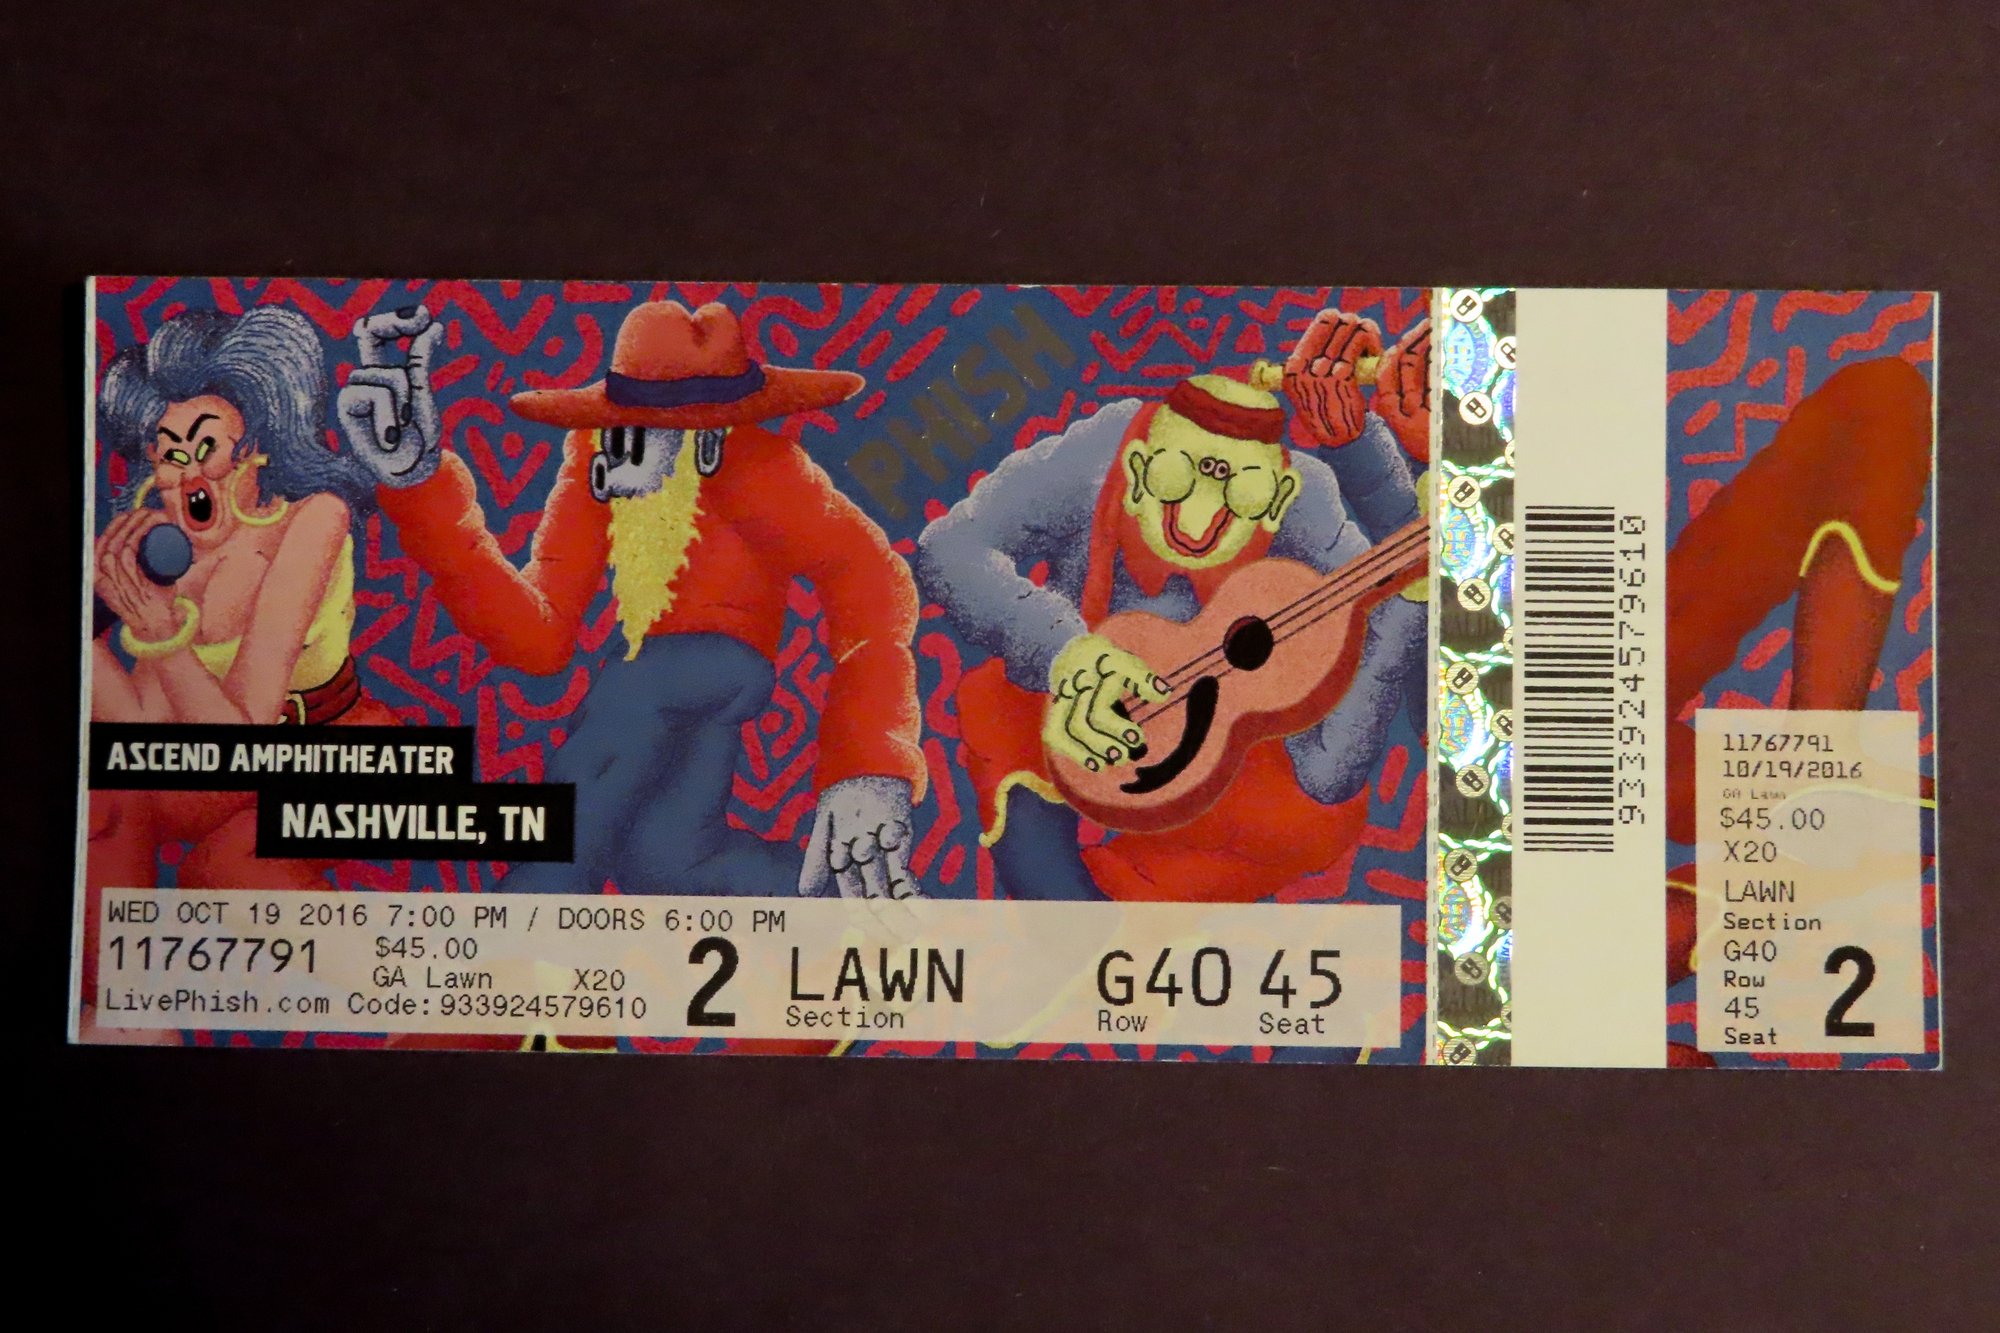 PHISH
ASCEND AMPHITHEATER
NASHVILLE, TN
WED OCT 19 2016 7:00 PM / DOORS 6:00 PM
11767791
$45.00
GA Lawn X20
LivePhish.com Code: 933924579610
2
LAWN
Section
G40
Row
45
Seat
933924579610
11767791
10/19/2016
GA Lawn
$45.00
X20
LAWN
Section
G40
Row
45
Seat
2